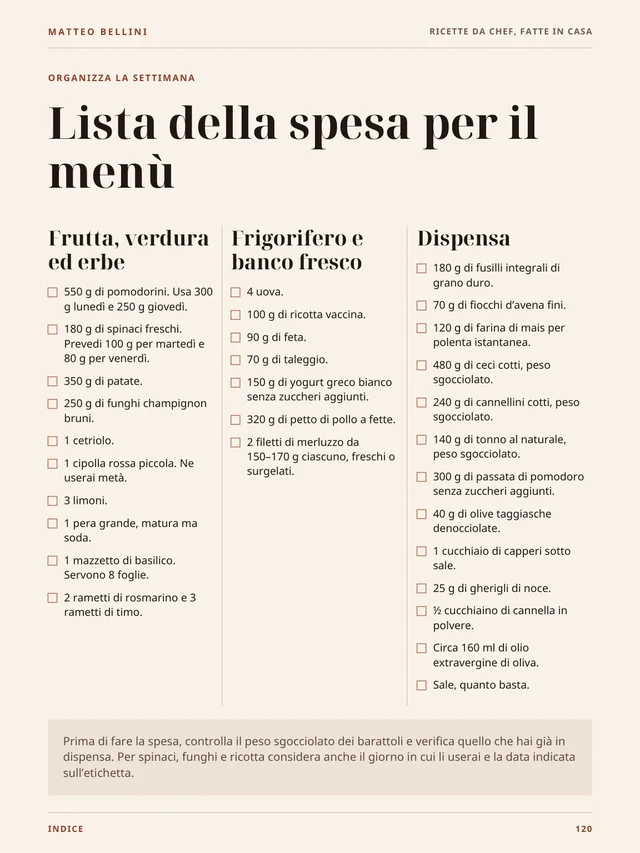 MATTEO BELLINI
RICETTE DA CHEF, FATTE IN CASA
ORGANIZZA LA SETTIMANA
Lista della spesa per il
menù
Frutta, verdura
ed erbe
550 g di pomodorini. Usa 300
g lunedì e 250 g giovedì.
180 g di spinaci freschi.
Prevedi 100 g per martedì e
80 g per venerdì.
350 g di patate.
250 g di funghi champignon
bruni.
1 cetriolo.
1 cipolla rossa piccola. Ne
userai metà.
3 limoni.
1 pera grande, matura ma
soda.
1 mazzetto di basilico.
Servono 8 foglie.
2 rametti di rosmarino e 3
rametti di timo.
Frigorifero e
banco fresco
4 uova.
100 g di ricotta vaccina.
90 g di feta.
70 g di taleggio.
150 g di yogurt greco bianco
senza zuccheri aggiunti.
320 g di petto di pollo a fette.
2 filetti di merluzzo da
150–170 g ciascuno, freschi o
surgelati.
Dispensa
180 g di fusilli integrali di
grano duro.
70 g di fiocchi d’avena fini.
120 g di farina di mais per
polenta istantanea.
480 g di ceci cotti, peso
sgocciolato.
240 g di cannellini cotti, peso
sgocciolato.
140 g di tonno al naturale,
peso sgocciolato.
300 g di passata di pomodoro
senza zuccheri aggiunti.
40 g di olive taggiasche
denocciolate.
1 cucchiaio di capperi sotto
sale.
25 g di gherigli di noce.
½ cucchiaino di cannella in
polvere.
Circa 160 ml di olio
extravergine di oliva.
Sale, quanto basta.
Prima di fare la spesa, controlla il peso sgocciolato dei barattoli e verifica quello che hai già in
dispensa. Per spinaci, funghi e ricotta considera anche il giorno in cui li userai e la data indicata
sull’etichetta.
INDICE
120